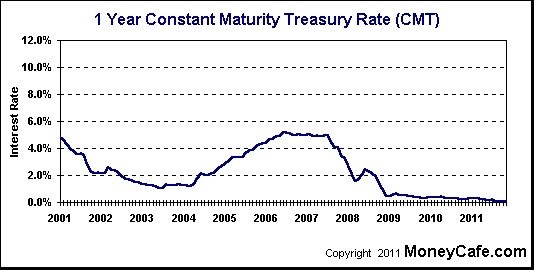 1 Year Constant Maturity Treasury Rate (CMT)
12.0%
10.0%
8.0%
6.0%
4.0%
2.0%
0.0%
Interest Rate
2001 2002 2003 2004 2005 2006 2007 2008 2009 2010 2011
Copyright 2011 MoneyCafe.com